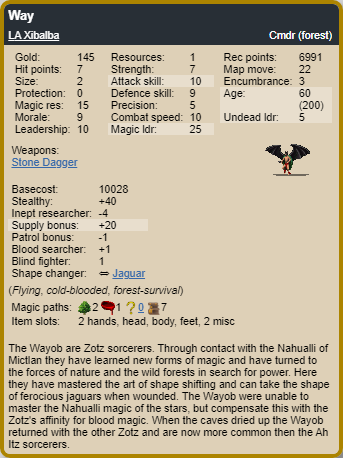 Way
LA Xibalba Cmdr (forest)
Gold: 145 Resources: 1 Rec points: 6991
Hit points: 7 Strength: 7 Map move: 22
Size: 2 Attack skill: 10 Encumbrance: 3
Protection: 0 Defence skill: 9 Age: 60
Magic res: 15 Precision: 5 (200)
Morale: 9 Combat speed: 10 Undead ldr: 5
Leadership: 10 Magic ldr: 25
Weapons:
Stone Dagger
Basecost: 10028
Stealthy: +40
Inept researcher: -4
Supply bonus: +20
Patrol bonus: -1
Blood searcher: +1
Blind fighter: 1
Shape changer: ⇔ Jaguar
(Flying, cold-blooded, forest-survival)
Magic paths: 2 1 ? 0 7
Item slots: 2 hands, head, body, feet, 2 misc
The Wayob are Zotz sorcerers. Through contact with the Nahualli of
Mictlan they have learned new forms of magic and have turned to
the forces of nature and the wild forests in search for power. Here
they have mastered the art of shape shifting and can take the shape
of ferocious jaguars when wounded. The Wayob were unable to
master the Nahualli magic of the stars, but compensate this with the
Zotz's affinity for blood magic. When the caves dried up the Wayob
returned with the other Zotz and are now more common then the Ah
Itz sorcerers.